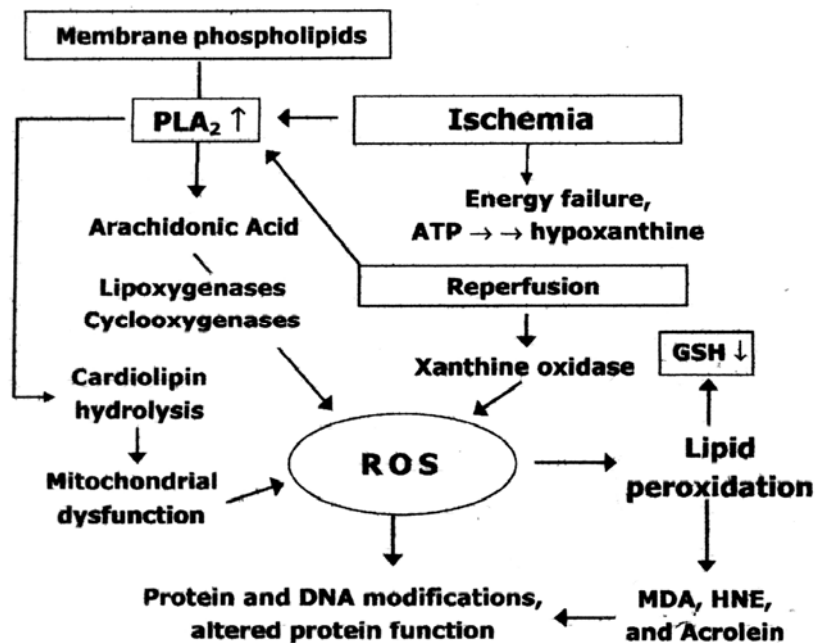 Membrane phospholipids
PLA₂ ↑
Ischemia
Energy failure,
ATP → → hypoxanthine
Arachidonic Acid
Lipoxygenases
Cyclooxygenases
Reperfusion
Xanthine oxidase
GSH ↓
Cardiolipin
hydrolysis
ROS
Lipid
peroxidation
Mitochondrial
dysfunction
Protein and DNA modifications,
altered protein function
MDA, HNE,
and Acrolein